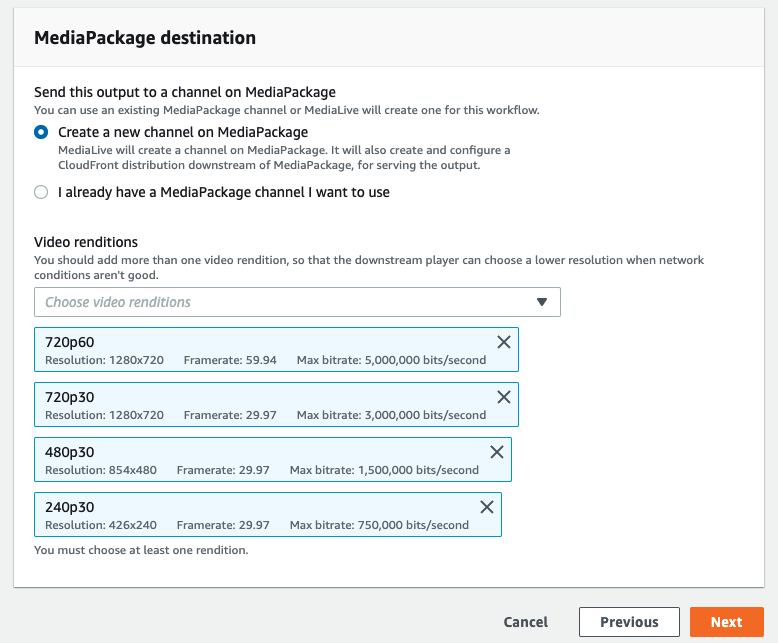 MediaPackage destination
Send this output to a channel on MediaPackage
You can use an existing MediaPackage channel or MediaLive will create one for this workflow.
Create a new channel on MediaPackage
MediaLive will create a channel on MediaPackage. It will also create and configure a
CloudFront distribution downstream of MediaPackage, for serving the output.
I already have a MediaPackage channel I want to use
Video renditions
You should add more than one video rendition, so that the downstream player can choose a lower resolution when network
conditions aren't good.
Choose video renditions
720p60
Resolution: 1280x720 Framerate: 59.94 Max bitrate: 5,000,000 bits/second
720p30
Resolution: 1280x720 Framerate: 29.97 Max bitrate: 3,000,000 bits/second
480p30
Resolution: 854x480 Framerate: 29.97 Max bitrate: 1,500,000 bits/second
240p30
Resolution: 426x240 Framerate: 29.97 Max bitrate: 750,000 bits/second
You must choose at least one rendition.
Cancel Previous Next